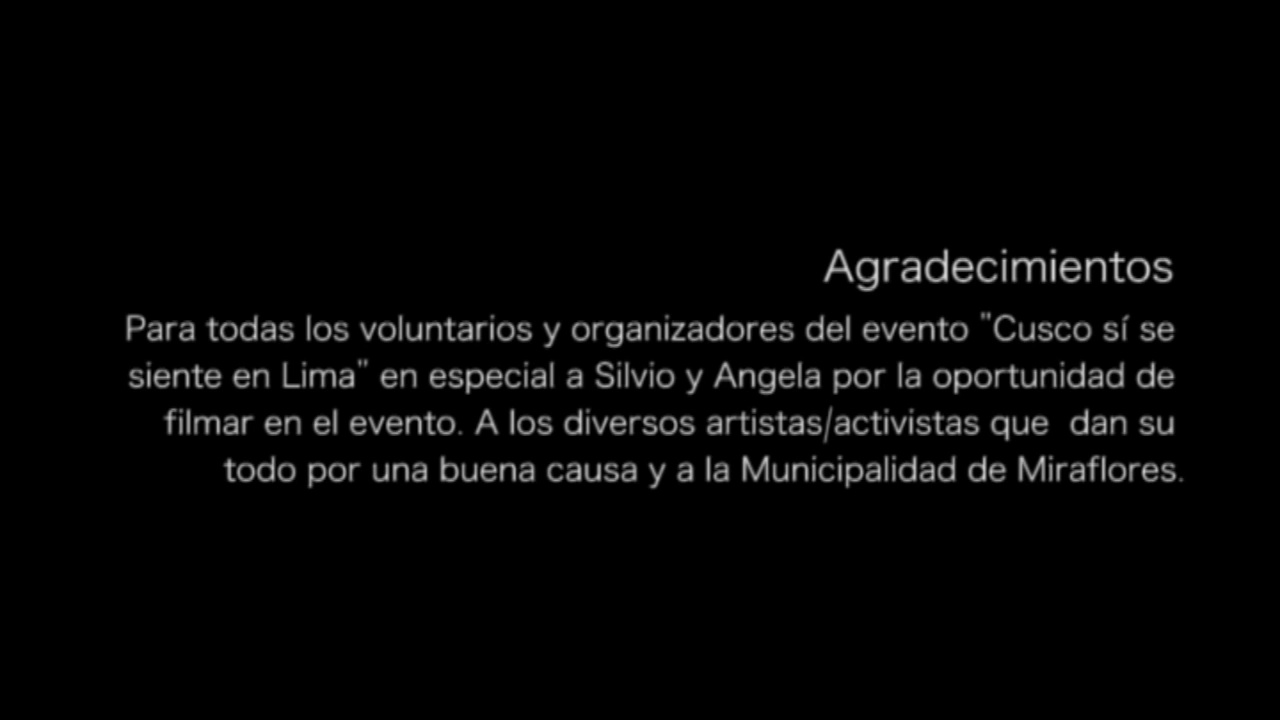 Agradecimientos
Para todas los voluntarios y organizadores del evento "Cusco sí se
siente en Lima" en especial a Silvio y Angela por la oportunidad de
filmar en el evento. A los diversos artistas/activistas que  dan su
todo por una buena causa y a la Municipalidad de Miraflores.